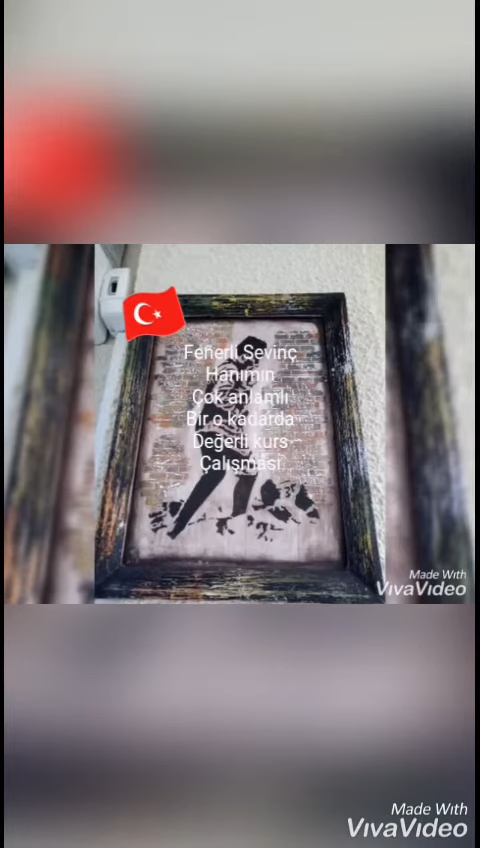 Fenerli Sevinç
Hanımın
Çok anlamlı
Bir o kadarda
Değerli kurs
Çalışması
Made With
VivaVideo
Made With
VivaVideo